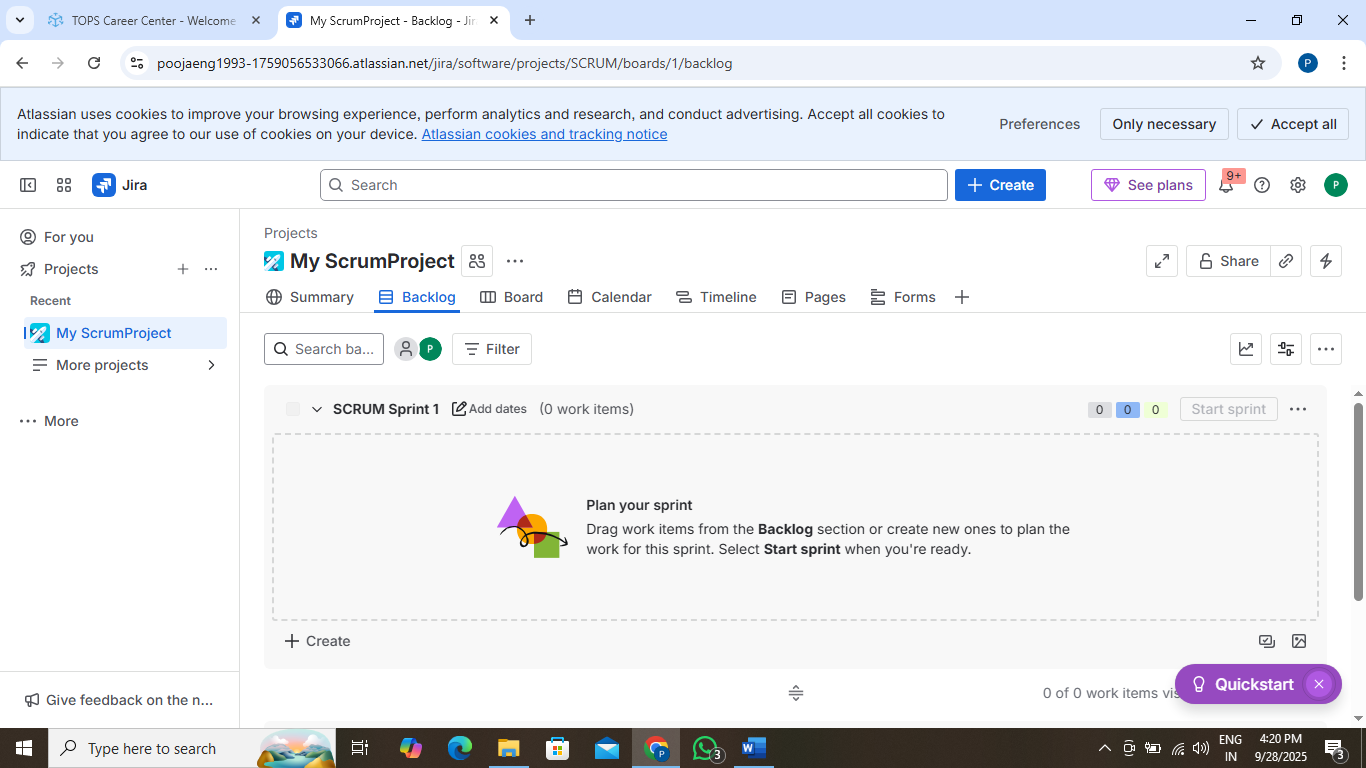 TOPS Career Center - Welcome
My ScrumProject - Backlog - Jir
poojaeng1993-1759056533066.atlassian.net/jira/software/projects/SCRUM/boards/1/backlog
P
Atlassian uses cookies to improve your browsing experience, perform analytics and research, and conduct advertising. Accept all cookies to
indicate that you agree to our use of cookies on your device. Atlassian cookies and tracking notice
Preferences
Only necessary
Accept all
Jira
Search
Create
See plans
9+
P
For you
Projects
Recent
My ScrumProject
More projects
More
Give feedback on the n...
Projects
My ScrumProject
Share
Summary
Backlog
Board
Calendar
Timeline
Pages
Forms
Search ba...
P
Filter
SCRUM Sprint 1
Add dates
(0 work items)
0 0 0
Start sprint
Plan your sprint
Drag work items from the Backlog section or create new ones to plan the
work for this sprint. Select Start sprint when you're ready.
Create
0 of 0 work items vis
Quickstart
Type here to search
P
3
W
ENG
IN
4:20 PM
9/28/2025
3